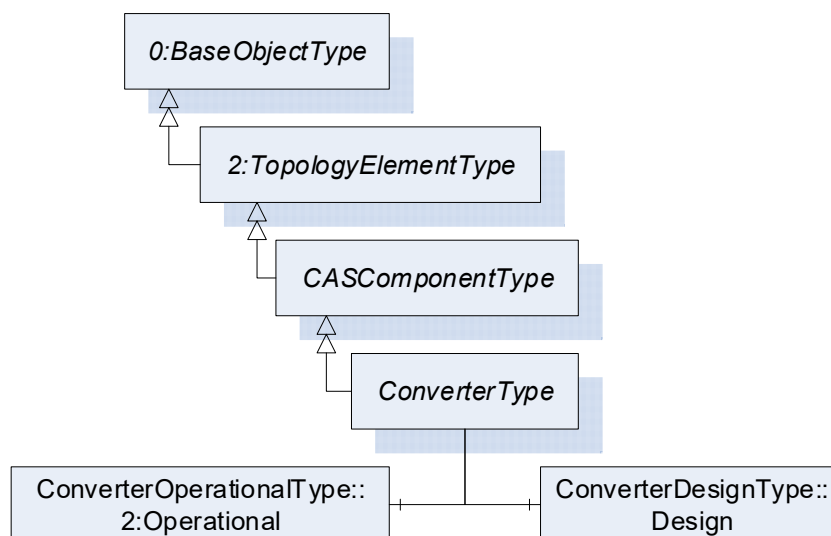 0:BaseObjectType
2:TopologyElementType
CASComponentType
ConverterType
ConverterOperationalType::
2:Operational
ConverterDesignType::
Design